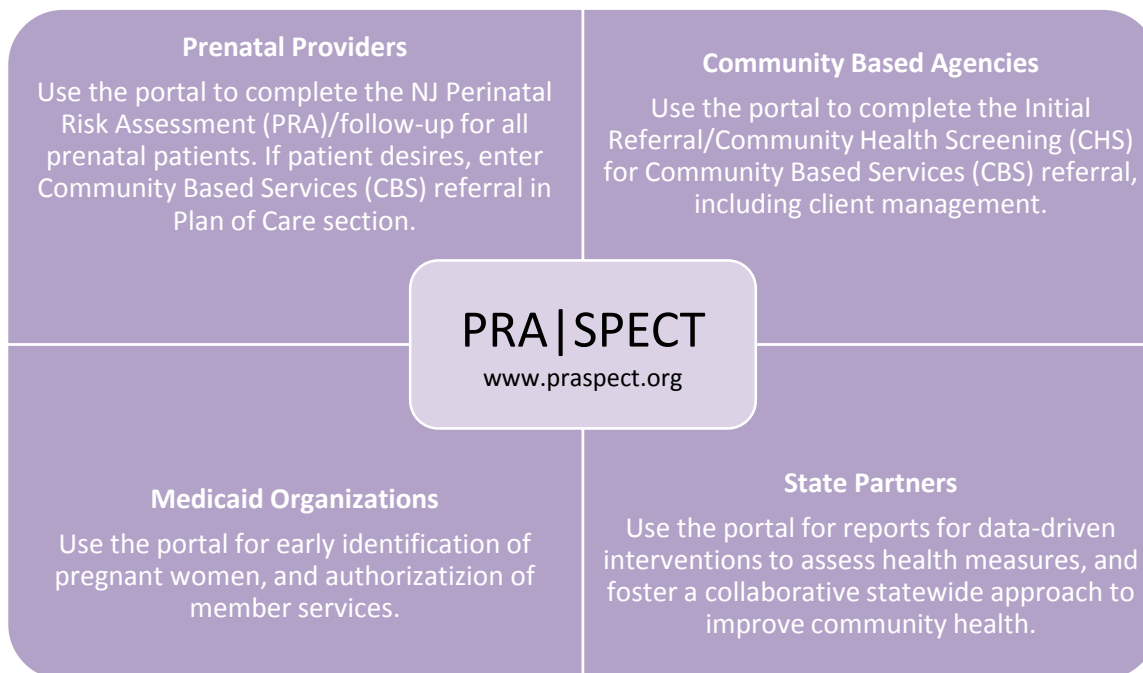 Prenatal Providers
Use the portal to complete the NJ Perinatal
Risk Assessment (PRA)/follow-up for all
prenatal patients. If patient desires, enter
Community Based Services (CBS) referral in
Plan of Care section.
Community Based Agencies
Use the portal to complete the Initial
Referral/Community Health Screening (CHS)
for Community Based Services (CBS) referral,
including client management.
PRA|SPECT
www.praspect.org
Medicaid Organizations
Use the portal for early identification of
pregnant women, and authorizatizion of
member services.
State Partners
Use the portal for reports for data-driven
interventions to assess health measures, and
foster a collaborative statewide approach to
improve community health.